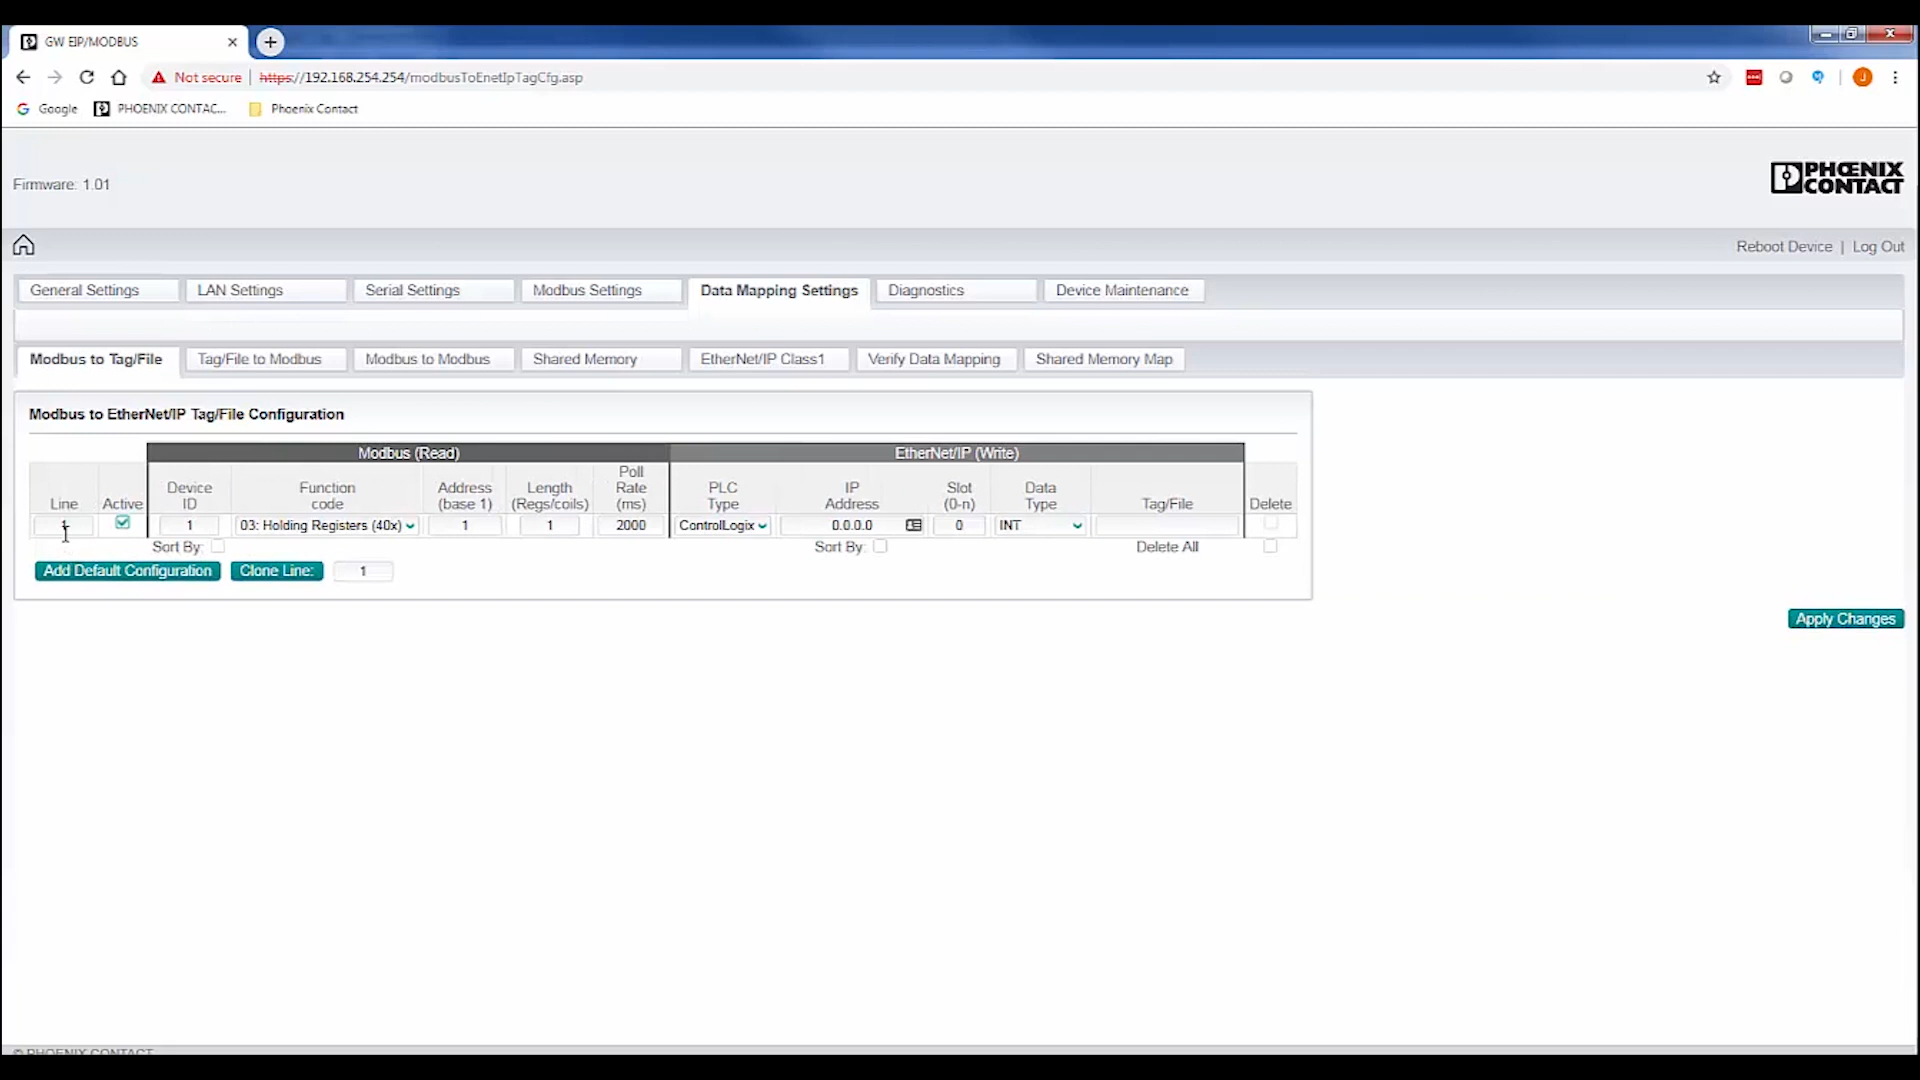 GW EIP/MODBUS
Not secure | https://192.168.254.254/modbusToEnetIpTagCfg.asp
J
Google PHOENIX CONTAC... Phoenix Contact
Firmware: 1.01
PHŒNIX
CONTACT
Reboot Device | Log Out
General Settings LAN Settings Serial Settings Modbus Settings Data Mapping Settings Diagnostics Device Maintenance
Modbus to Tag/File Tag/File to Modbus Modbus to Modbus Shared Memory EtherNet/IP Class1 Verify Data Mapping Shared Memory Map
Modbus to EtherNet/IP Tag/File Configuration
Modbus (Read) EtherNet/IP (Write)
Line Active Device ID Function code Address (base 1) Length (Regs/coils) Poll Rate (ms) PLC Type IP Address Slot (0-n) Data Type Tag/File Delete
1 1 03: Holding Registers (40x) 1 1 2000 ControlLogix 0.0.0.0 0 INT
Sort By: Sort By: Delete All
Add Default Configuration Clone Line: 1
Apply Changes
© PHOENIX CONTACT